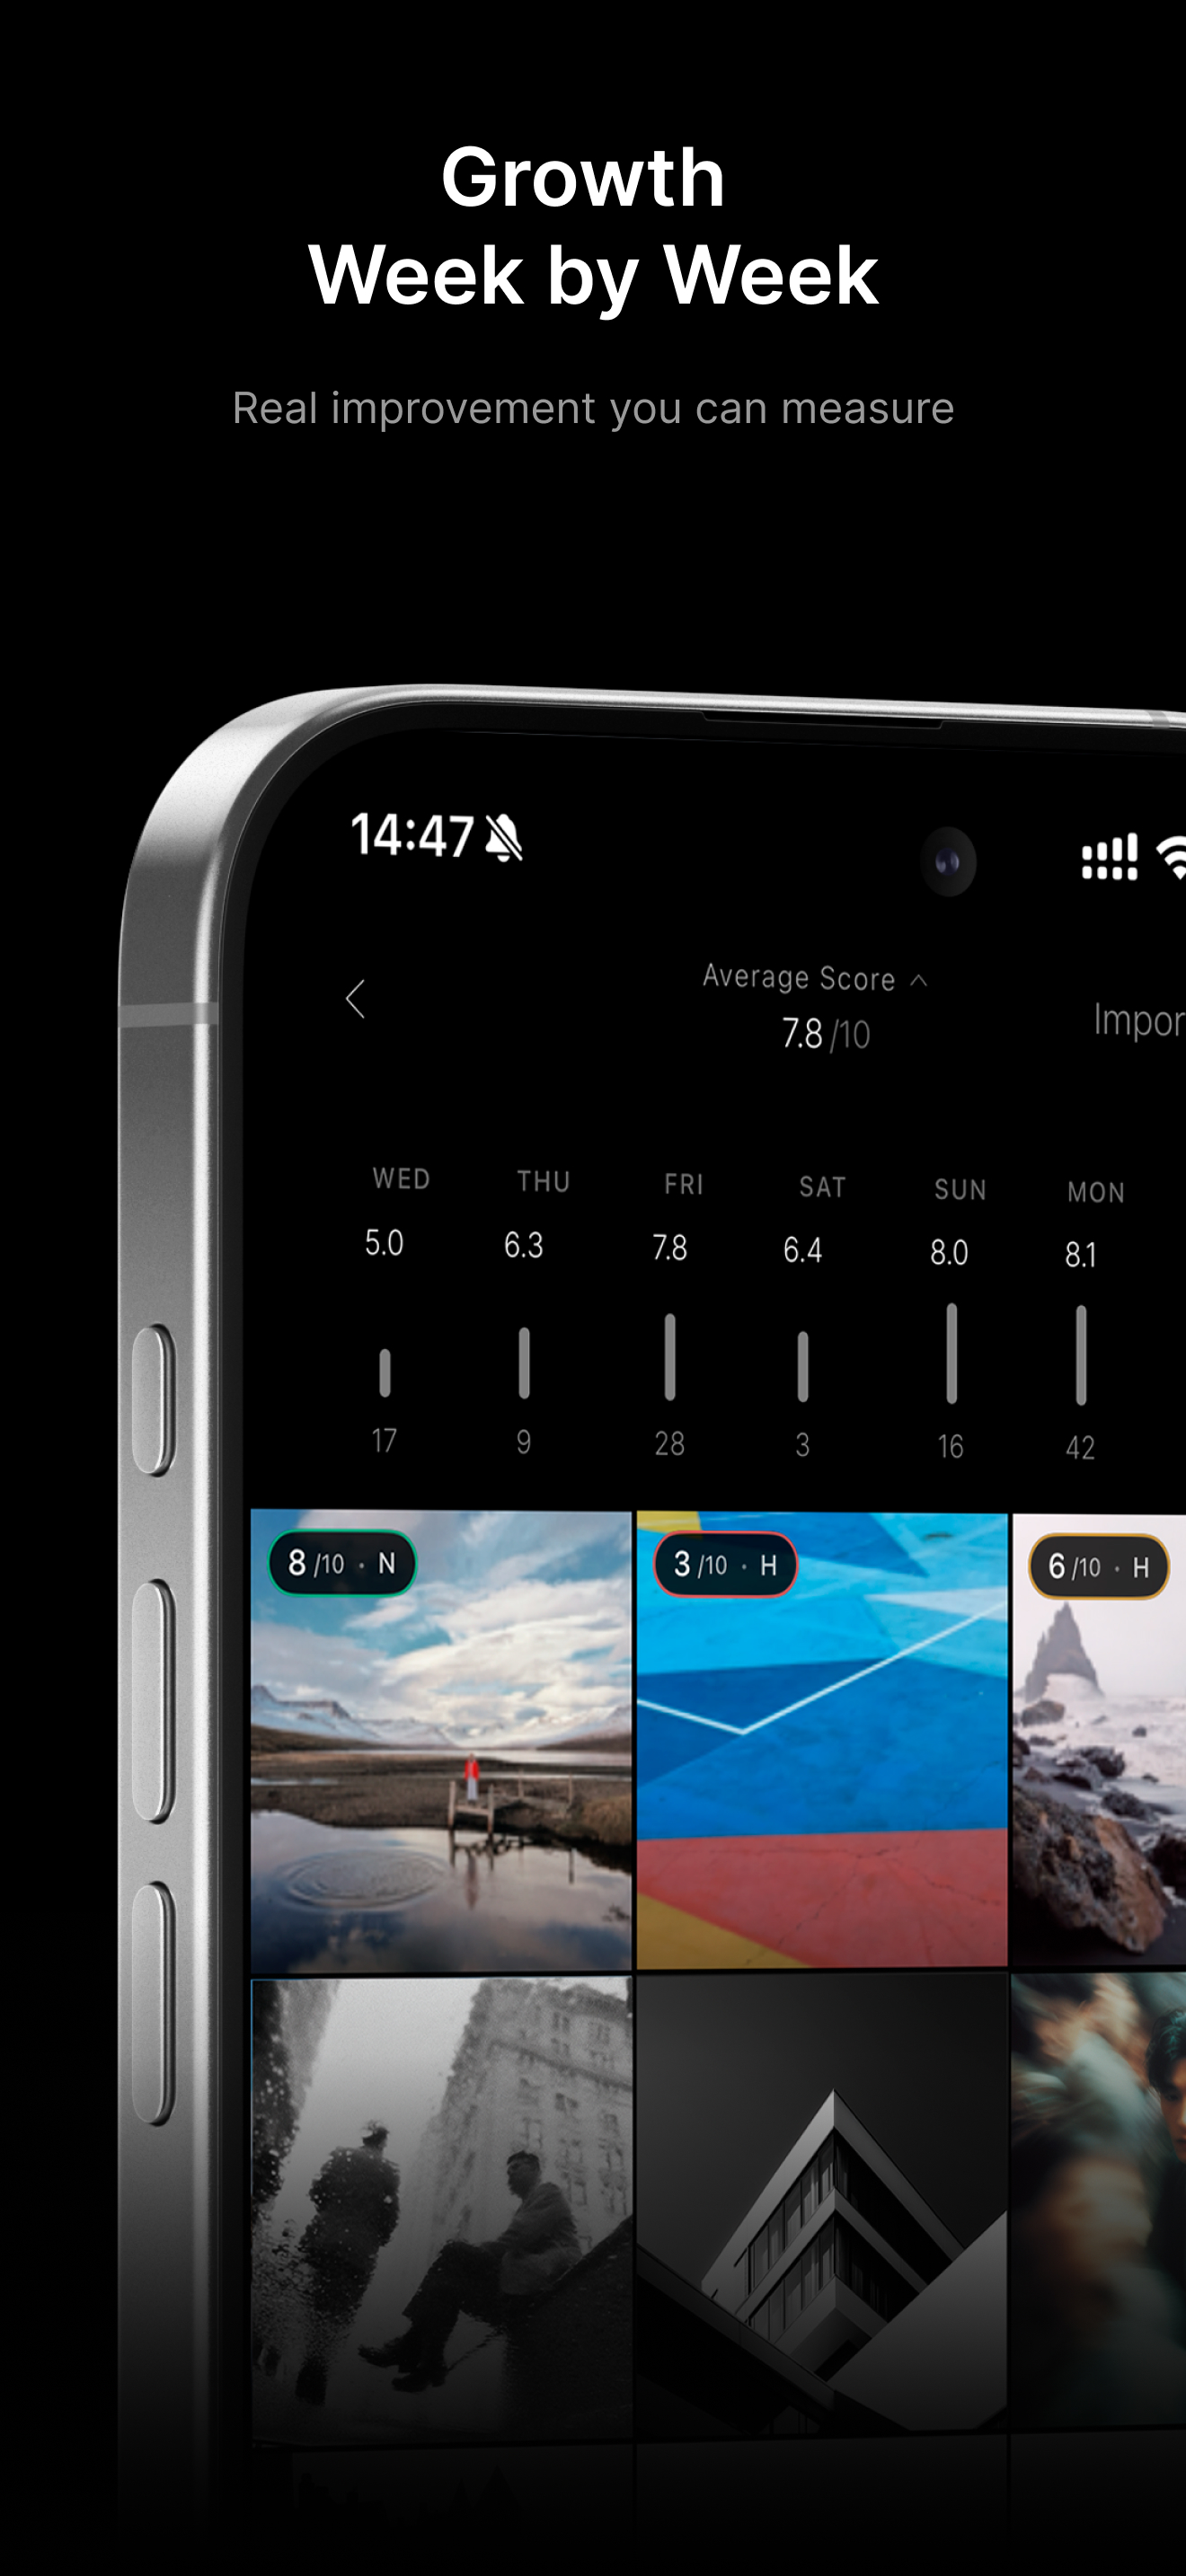 Growth
Week by Week
Real improvement you can measure
14:47
Average Score
7.8 /10
Impor
WED THU FRI SAT SUN MON
5.0 6.3 7.8 6.4 8.0 8.1
17 9 28 3 16 42
8 /10 · N
3 /10 · H
6 /10 · H